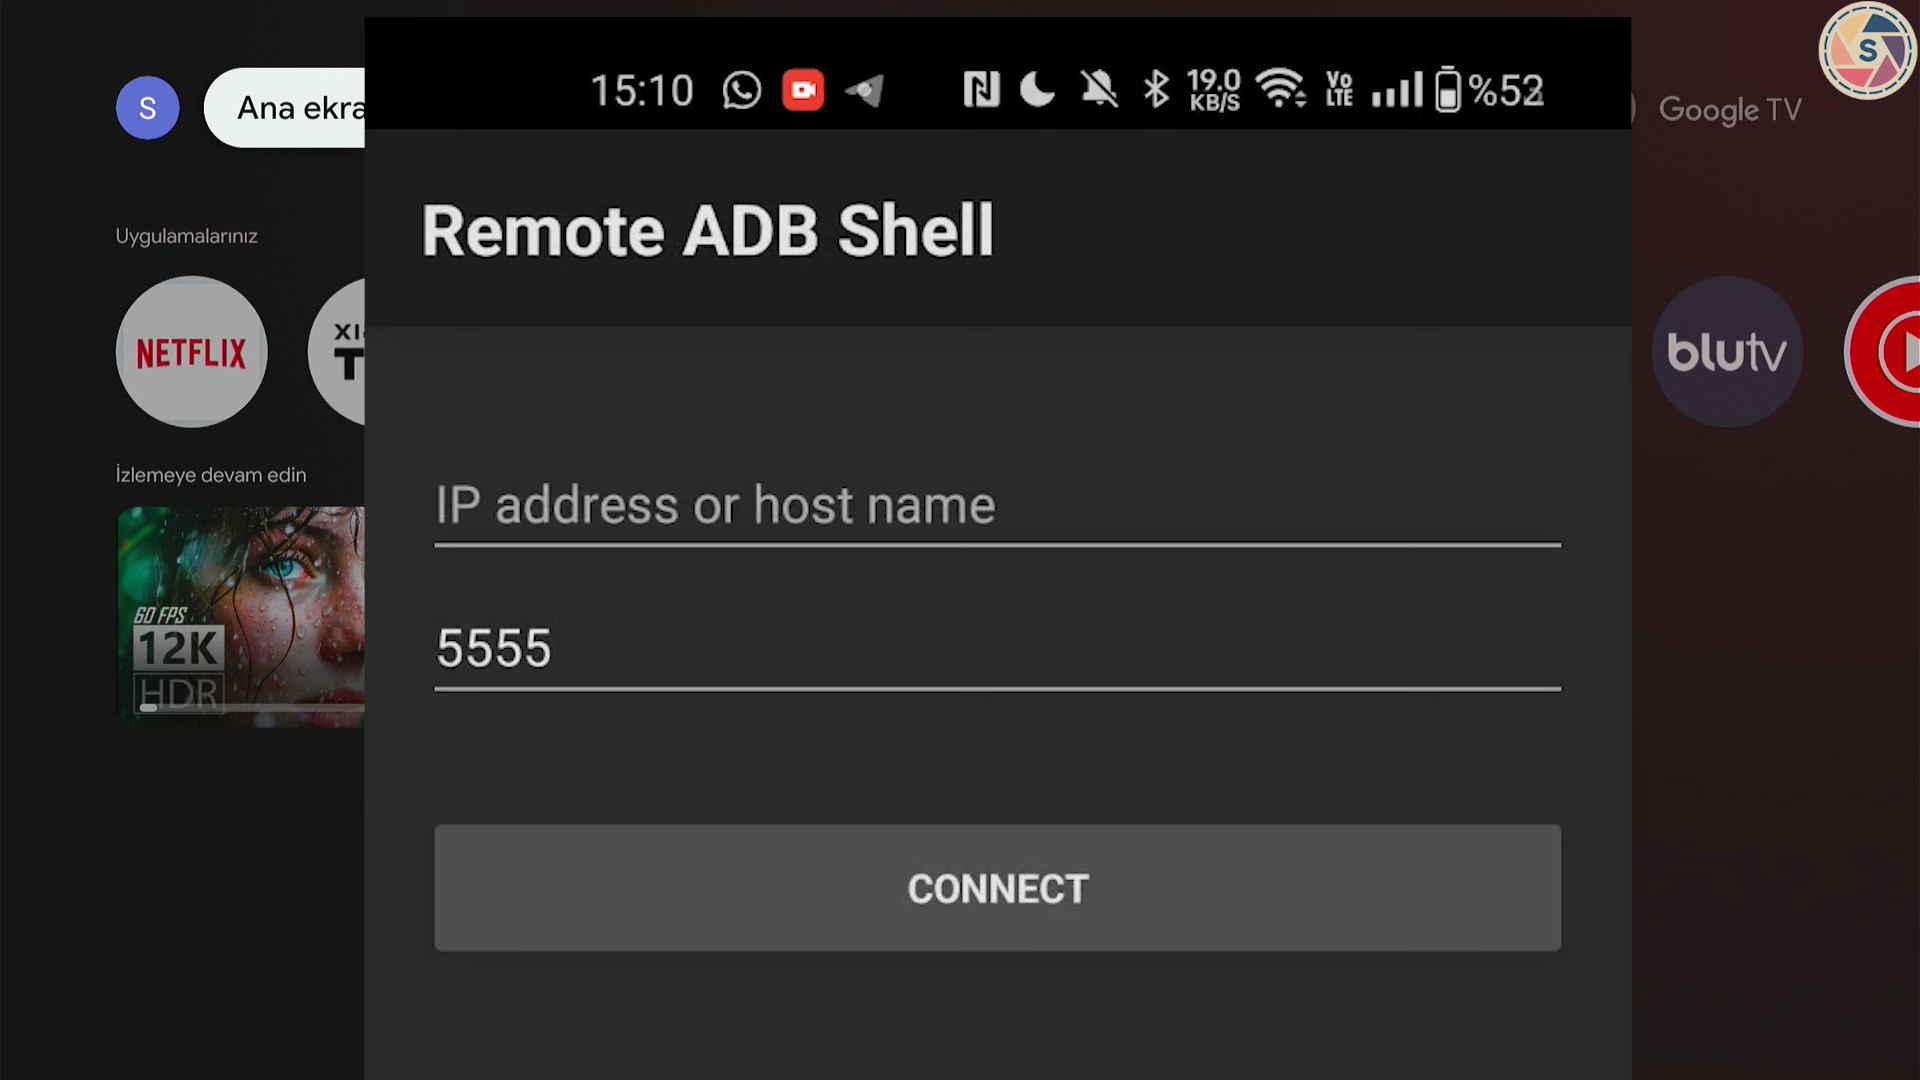 S
Ana ekra
15:10
19.0
KB/S
Vo
LTE
Google TV
S
Remote ADB Shell
Uygulamalarınız
NETFLIX
XI
T
blutv
IP address or host name
İzlemeye devam edin
60 FPS
12K
HDR
5555
CONNECT